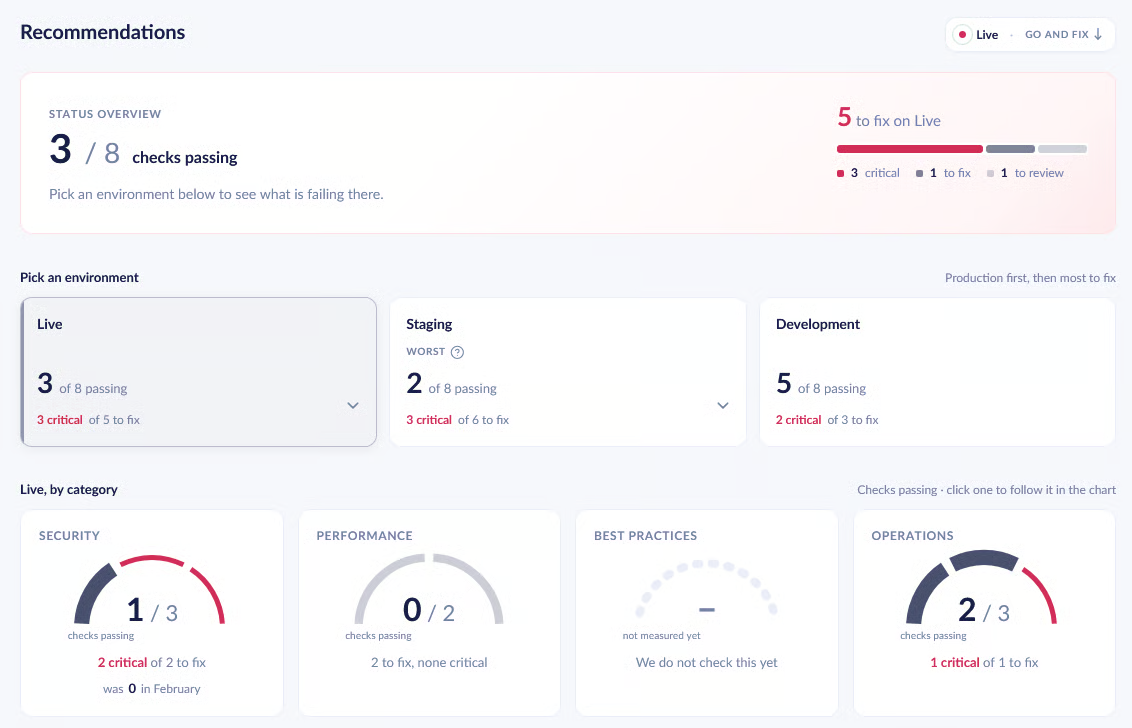 Recommendations
Live · GO AND FIX ↓
STATUS OVERVIEW
3 / 8 checks passing
Pick an environment below to see what is failing there.
5 to fix on Live
3 critical 1 to fix 1 to review
Pick an environment
Production first, then most to fix
Live
3 of 8 passing
3 critical of 5 to fix
Staging
WORST ?
2 of 8 passing
3 critical of 6 to fix
Development
5 of 8 passing
2 critical of 3 to fix
Live, by category
Checks passing · click one to follow it in the chart
SECURITY
1 / 3
checks passing
2 critical of 2 to fix
was 0 in February
PERFORMANCE
0 / 2
checks passing
2 to fix, none critical
BEST PRACTICES
–
not measured yet
We do not check this yet
OPERATIONS
2 / 3
checks passing
1 critical of 1 to fix